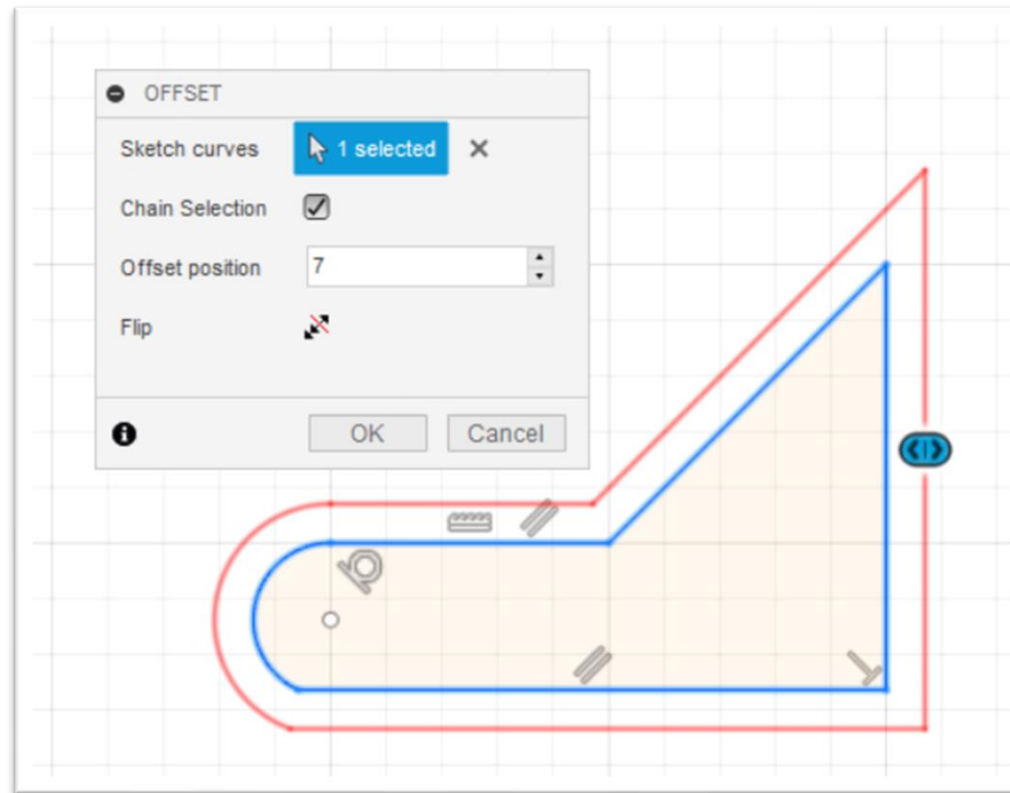 OFFSET
Sketch curves 1 selected
Chain Selection
Offset position 7
Flip
OK Cancel